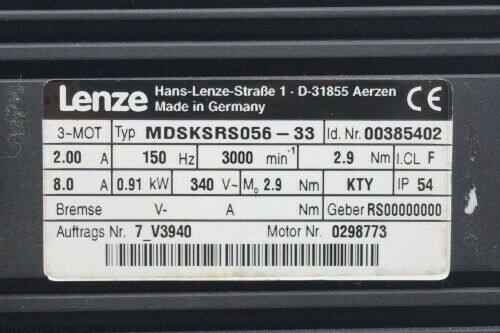 Lenze Hans-Lenze-Straße 1 · D-31855 Aerzen
Made in Germany CE
3~MOT Typ MDSKSRS056-33 Id. Nr. 00385402
2.00 A 150 Hz 3000 min⁻¹ 2.9 Nm I.CL F
8.0 A 0.91 kW 340 V~ M₀ 2.9 Nm KTY IP 54
Bremse V- A Nm Geber RS00000000
Auftrags Nr. 7_V3940 Motor Nr. 0298773